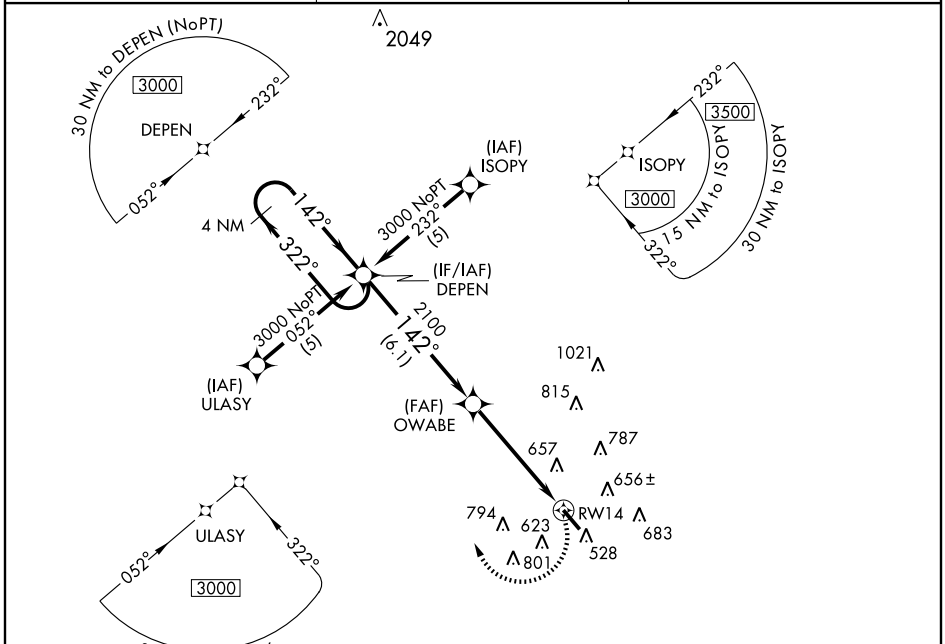 2049
30 NM to DEPEN (NoPT)
3000
232°
DEPEN
052°
232°
3500
ISOPY
3000
15 NM to ISOPY
30 NM to ISOPY
322°
(IAF)
ISOPY
3000 NoPT
232°
(5)
142°
4 NM
322°
(IF/IAF)
DEPEN
3000 NoPT
052°
(5)
2100
142°
(6.1)
(IAF)
ULASY
(FAF)
OWABE
1021
815
787
657
656±
RW14
683
794
623
528
801
ULASY
052°
322°
3000